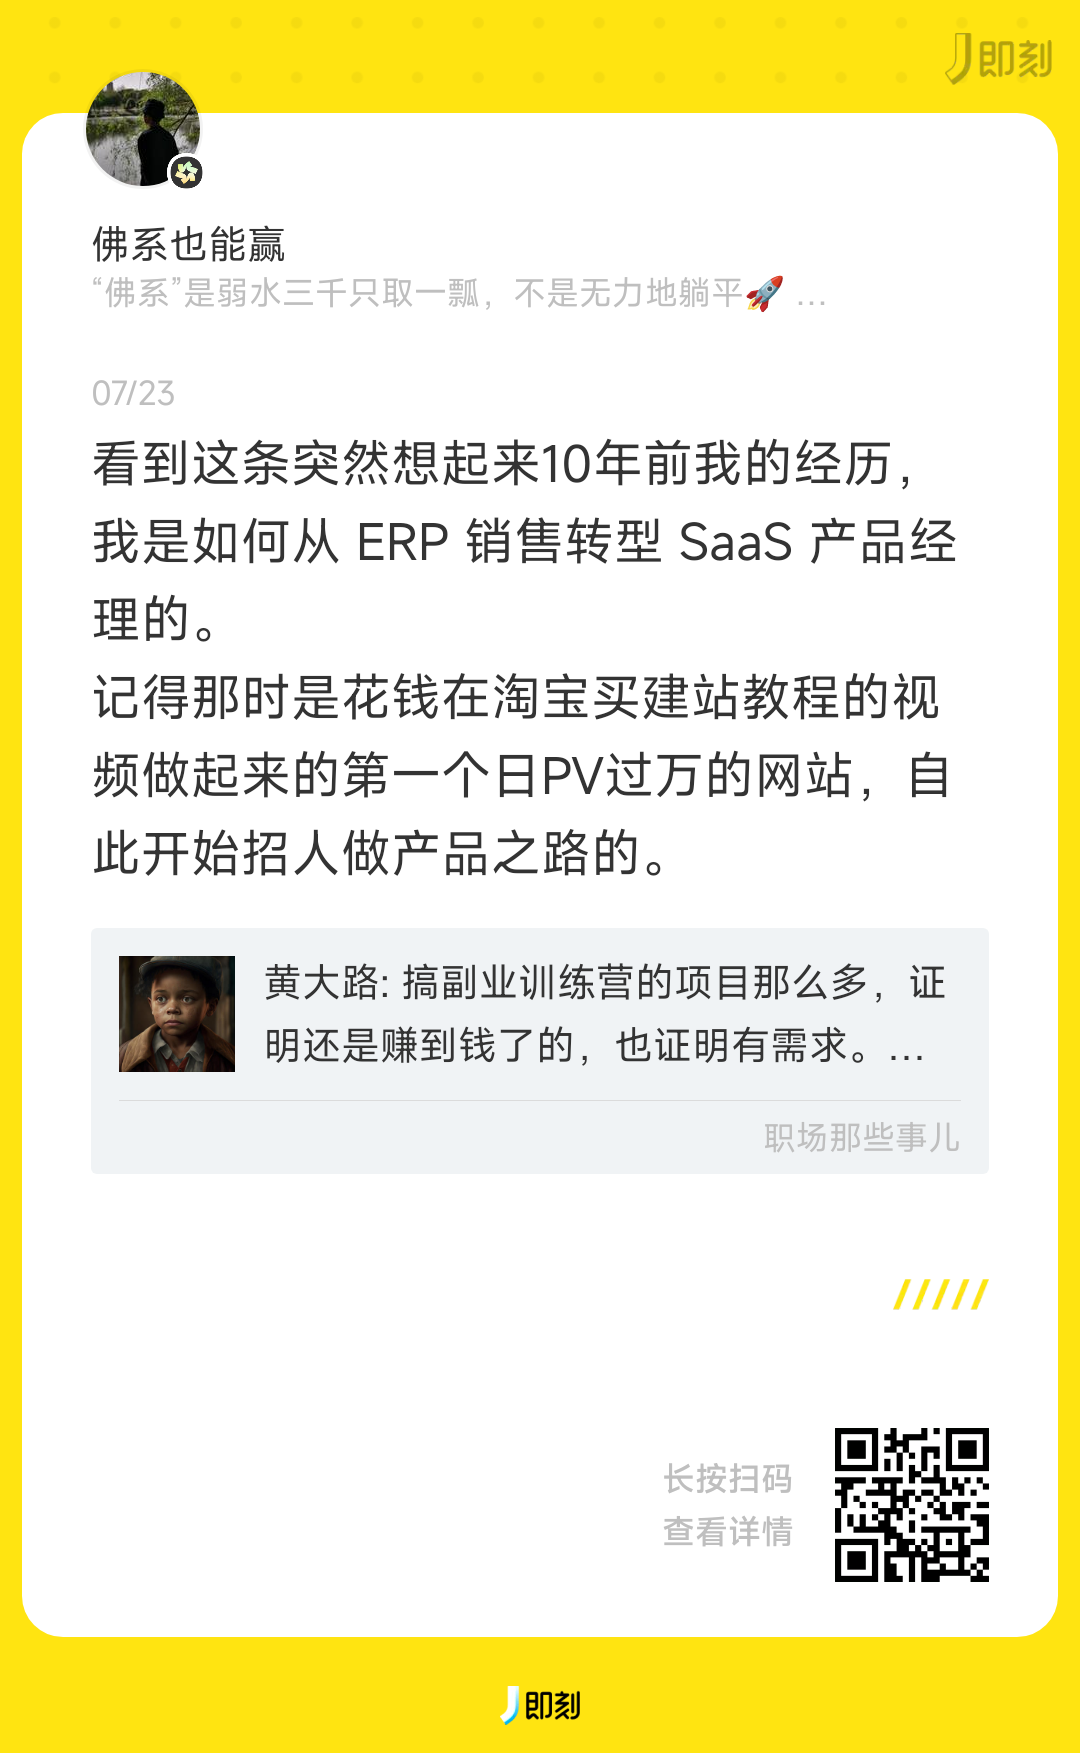 即刻
佛系也能赢
“佛系”是弱水三千只取一瓢，不是无力地躺平🚀 ...
07/23
看到这条突然想起来10年前我的经历，
我是如何从 ERP 销售转型 SaaS 产品经
理的。
记得那时是花钱在淘宝买建站教程的视
频做起来的第一个日PV过万的网站，自
此开始招人做产品之路的。
黄大路: 搞副业训练营的项目那么多，证
明还是赚到钱了的，也证明有需求。...
职场那些事儿
长按扫码
查看详情
即刻